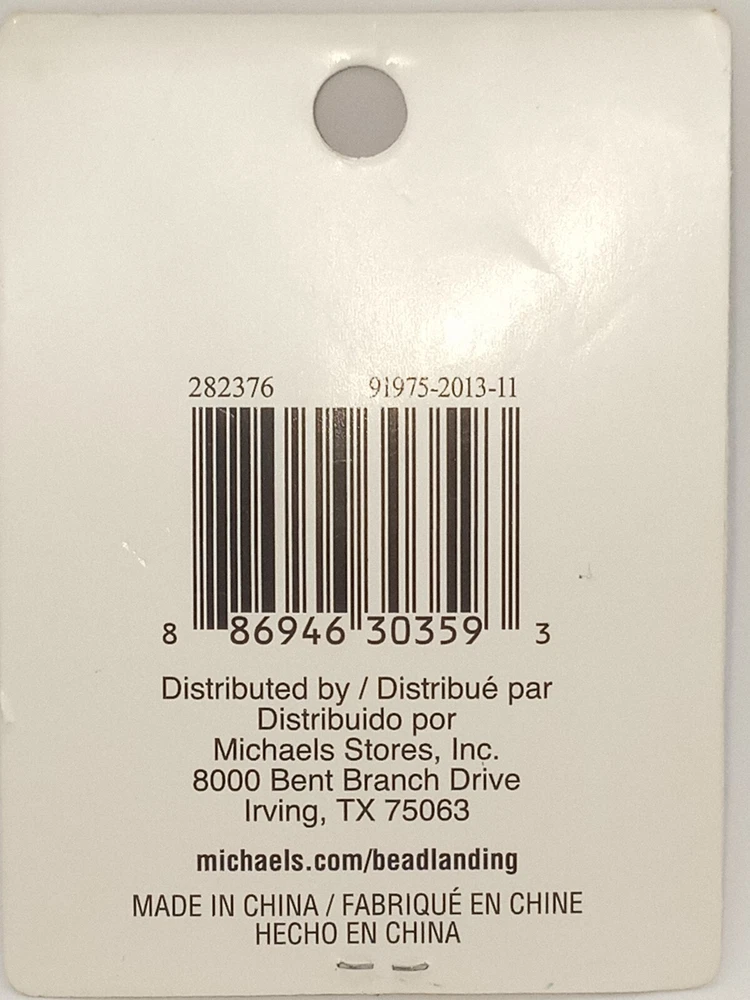 282376 91975-2013-11
8 86946 30359 3
Distributed by / Distribué par
Distribuido por
Michaels Stores, Inc.
8000 Bent Branch Drive
Irving, TX 75063
michaels.com/beadlanding
MADE IN CHINA / FABRIQUÉ EN CHINE
HECHO EN CHINA